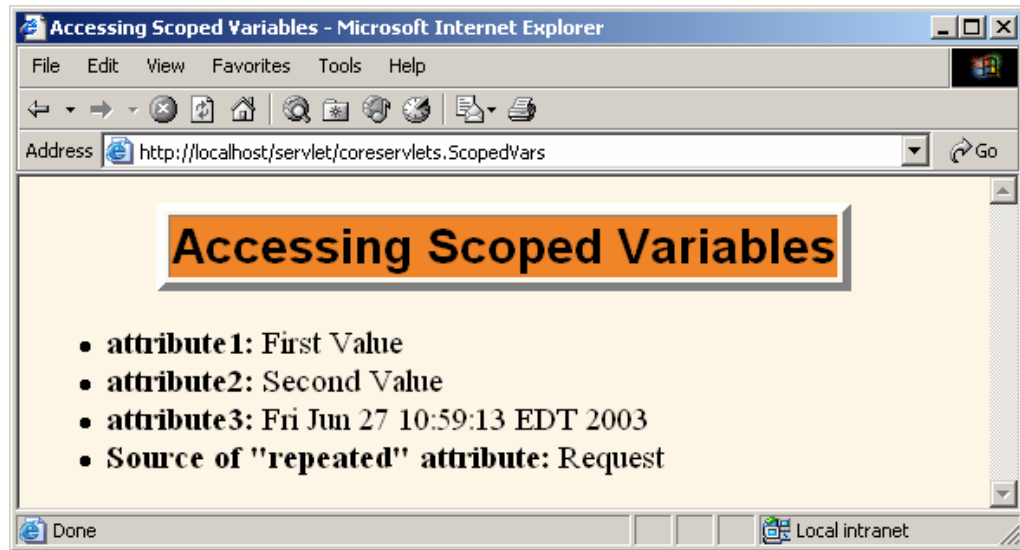 Accessing Scoped Variables - Microsoft Internet Explorer
File Edit View Favorites Tools Help
Address http://localhost/servlet/coreservlets.ScopedVars Go
Accessing Scoped Variables
• attribute1: First Value
• attribute2: Second Value
• attribute3: Fri Jun 27 10:59:13 EDT 2003
• Source of "repeated" attribute: Request
Done Local intranet